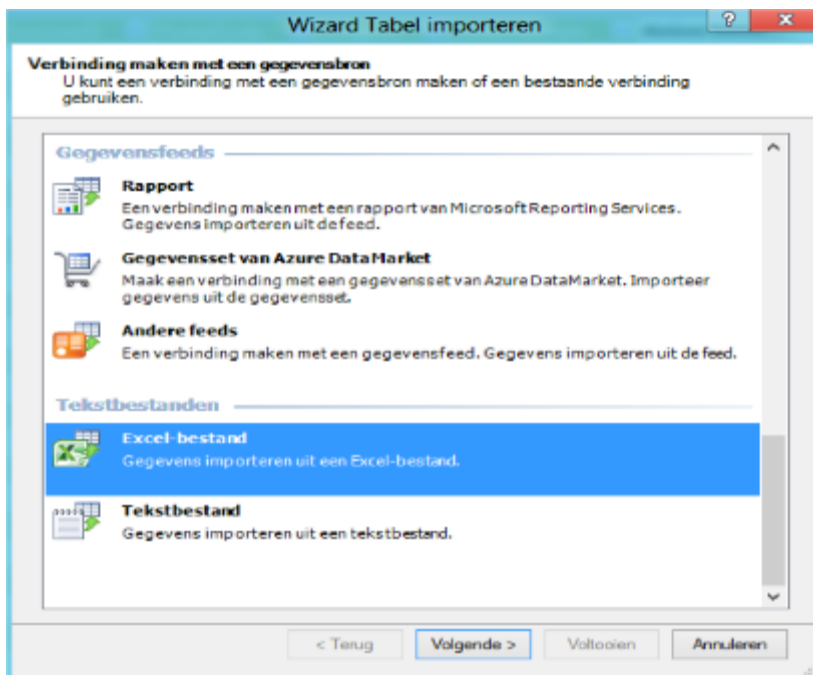 Wizard Tabel importeren
?
Verbinding maken met een gegevensbron
U kunt een verbinding met een gegevensbron maken of een bestaande verbinding
gebruiken.
Gegevensfeeds
Rapport
Een verbinding maken met een rapport van Microsoft Reporting Services.
Gegevens importeren uit de feed.
Gegevensset van Azure DataMarket
Maak een verbinding met een gegevensset van Azure DataMarket. Importeer
gegevens uit de gegevensset.
Andere feeds
Een verbinding maken met een gegevensfeed. Gegevens importeren uit de feed.
Tekstbestanden
Excel-bestand
Gegevens importeren uit een Excel-bestand.
Tekstbestand
Gegevens importeren uit een tekstbestand.
< Terug Volgende > Voltooien Annuleren